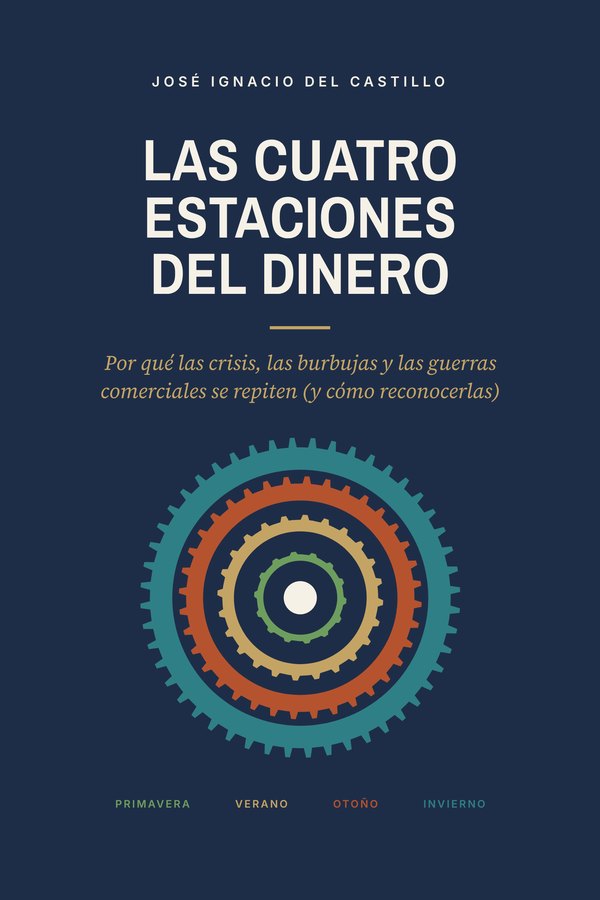 JOSÉ IGNACIO DEL CASTILLO
LAS CUATRO
ESTACIONES
DEL DINERO
Por qué las crisis, las burbujas y las guerras
comerciales se repiten (y cómo reconocerlas)
PRIMAVERA VERANO OTOÑO INVIERNO